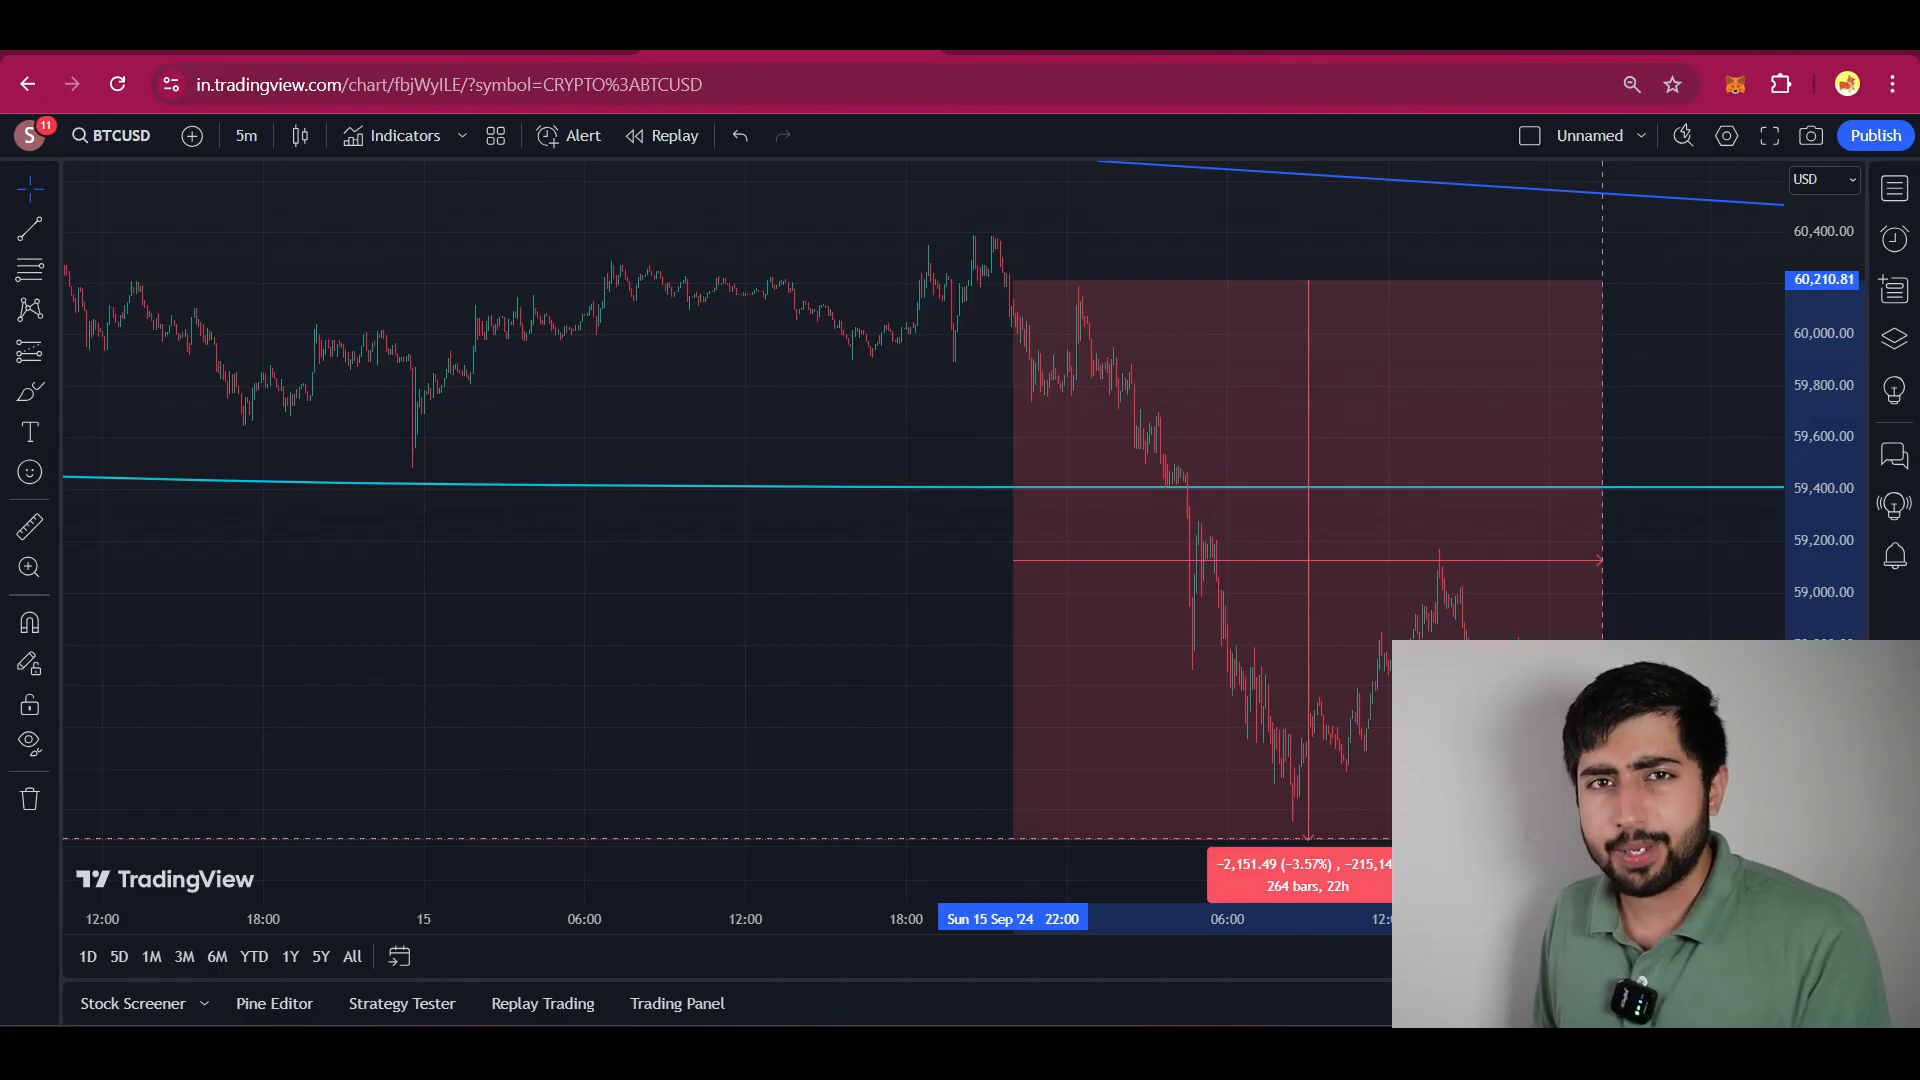 in.tradingview.com/chart/fbjWyILE/?symbol=CRYPTO%3ABTCUSD
S 11 BTCUSD 5m Indicators Alert Replay Unnamed Publish
USD
60,400.00
60,210.81
60,000.00
59,800.00
59,600.00
59,400.00
59,200.00
59,000.00
−2,151.49 (−3.57%) , −215,14
264 bars, 22h
TradingView
12:00 18:00 15 06:00 12:00 18:00 Sun 15 Sep '24 22:00 06:00
1D 5D 1M 3M 6M YTD 1Y 5Y All
Stock Screener Pine Editor Strategy Tester Replay Trading Trading Panel